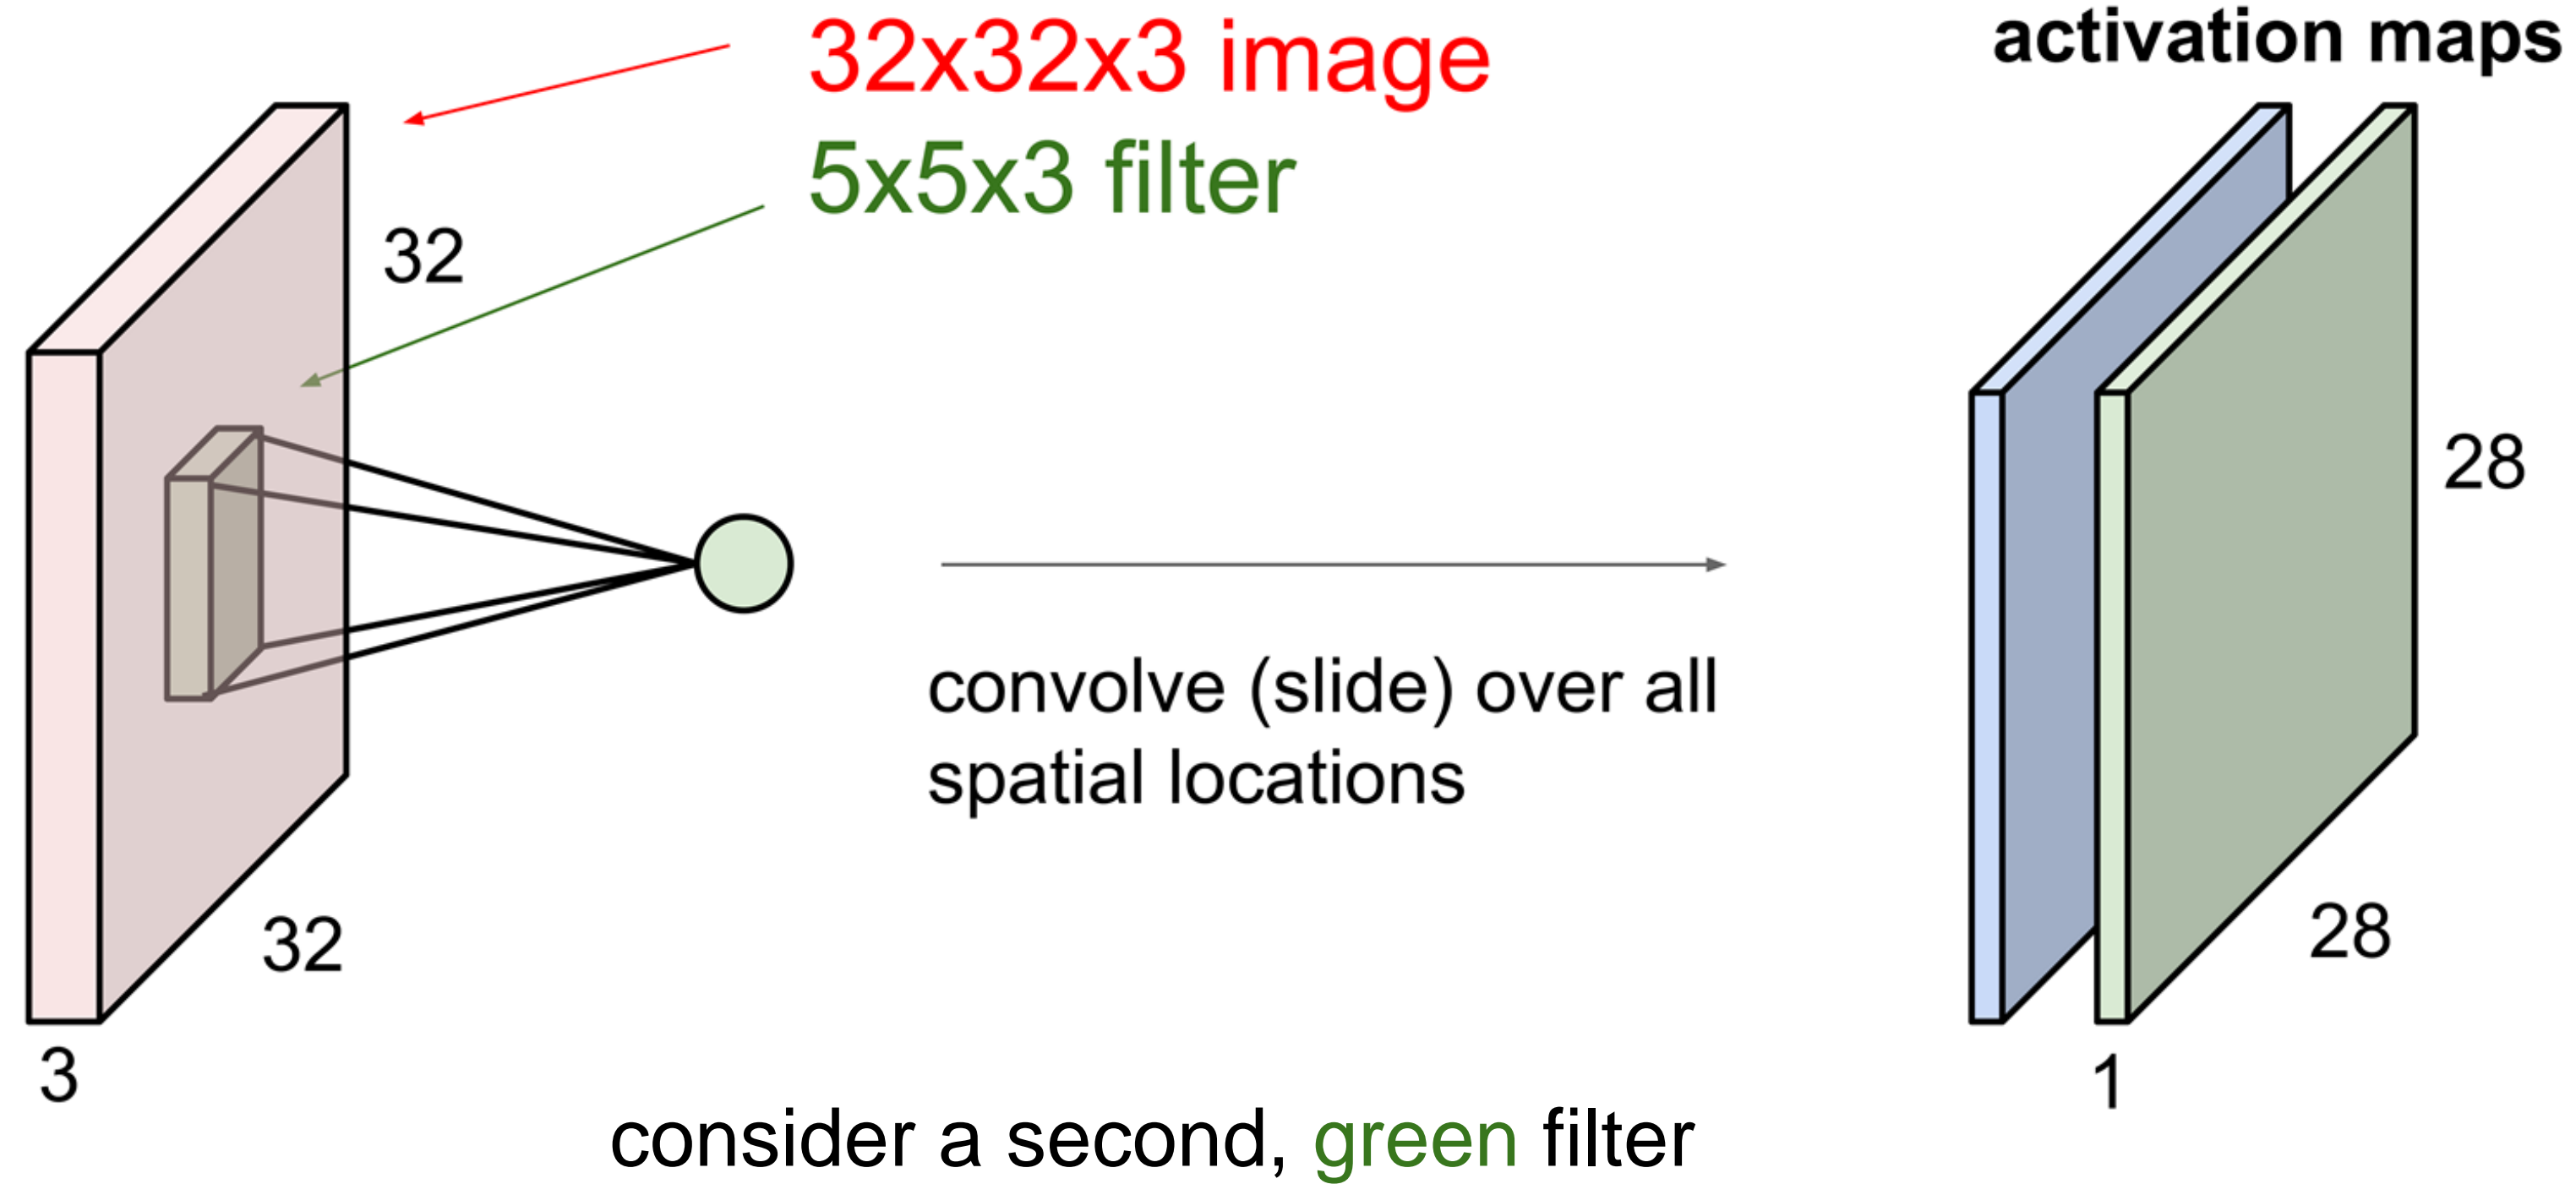 32x32x3 image
activation maps
5x5x3 filter
32
28
convolve (slide) over all
spatial locations
32
28
3
1
consider a second, green filter